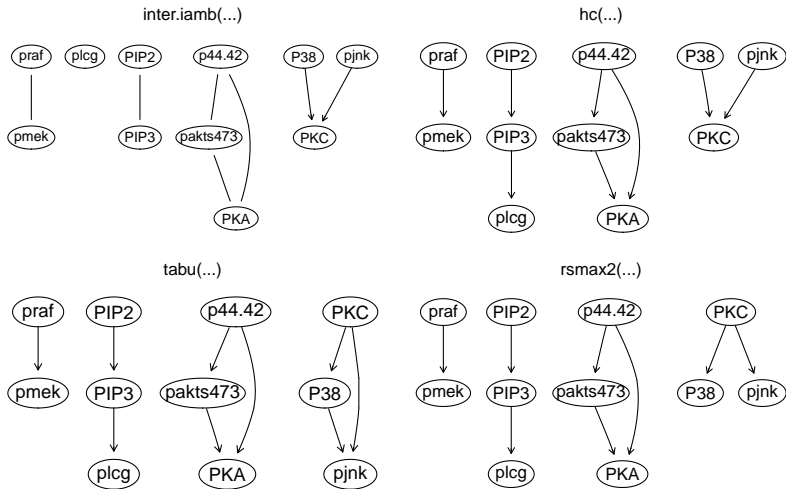 inter.iamb(...)
praf plcg PIP2 p44.42 P38 pjnk
pmek PIP3 pakts473 PKC
PKA
hc(...)
praf PIP2 p44.42 P38 pjnk
pmek PIP3 pakts473 PKC
plcg PKA
tabu(...)
praf PIP2 p44.42 PKC
pmek PIP3 pakts473 P38
plcg PKA pjnk
rsmax2(...)
praf PIP2 p44.42 PKC
pmek PIP3 pakts473 P38 pjnk
plcg PKA